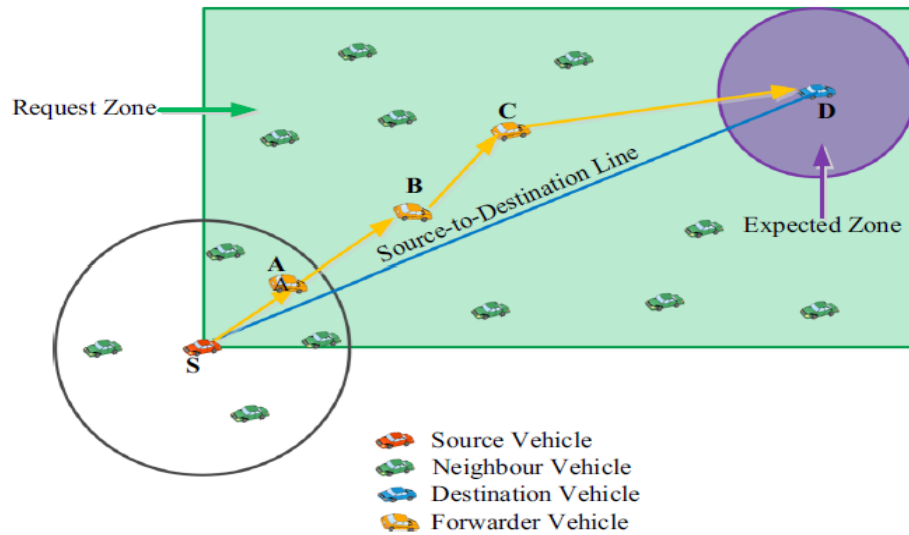 Request Zone
C
D
B
Source-to-Destination Line
Expected Zone
A
A
S
Source Vehicle
Neighbour Vehicle
Destination Vehicle
Forwarder Vehicle